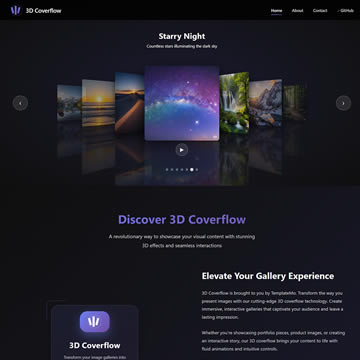 3D Coverflow
Home About Contact GitHub
Starry Night
Countless stars illuminating the dark sky
Discover 3D Coverflow
A revolutionary way to showcase your visual content with stunning
3D effects and seamless interactions
Elevate Your Gallery Experience
3D Coverflow is brought to you by TemplateMo. Transform the way you
present images with our cutting-edge 3D coverflow technology. Create
immersive, interactive galleries that captivate your audience and leave a
lasting impression.
Whether you're showcasing portfolio pieces, product images, or creating
an interactive story, our 3D coverflow brings your content to life with
fluid animations and intuitive controls.
3D Coverflow
Transform your image galleries into